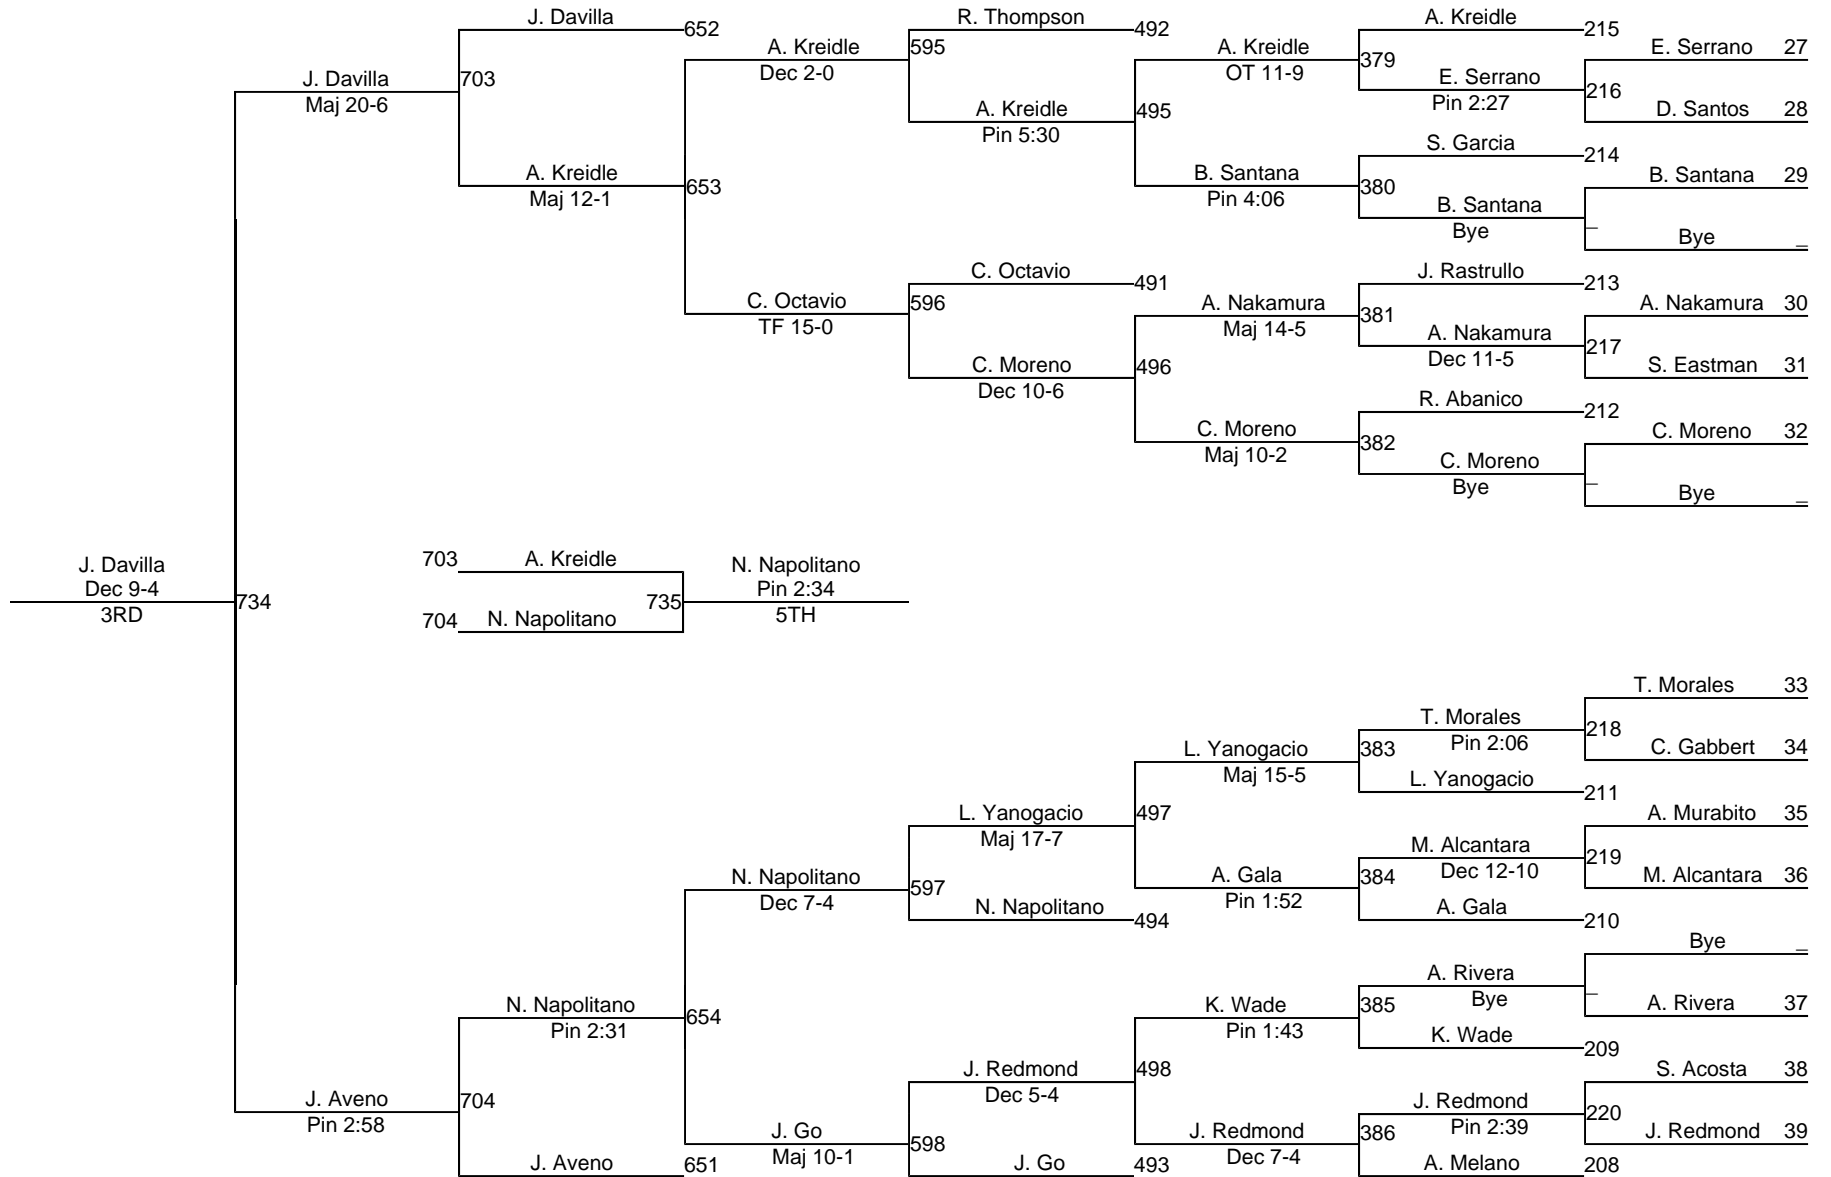 J. Davilla
652
R. Thompson
492
A. Kreidle
215
A. Kreidle
Dec 2-0
595
A. Kreidle
OT 11-9
379
E. Serrano 27
J. Davilla
Maj 20-6
703
E. Serrano
Pin 2:27
216
D. Santos 28
A. Kreidle
Pin 5:30
495
S. Garcia
214
A. Kreidle
Maj 12-1
653
B. Santana
Pin 4:06
380
B. Santana 29
B. Santana
Bye
_
Bye _
C. Octavio
491
J. Rastrullo
213
C. Octavio
TF 15-0
596
A. Nakamura
Maj 14-5
381
A. Nakamura 30
A. Nakamura
Dec 11-5
217
S. Eastman 31
C. Moreno
Dec 10-6
496
R. Abanico
212
C. Moreno
Maj 10-2
382
C. Moreno 32
C. Moreno
Bye
_
Bye _
J. Davilla
Dec 9-4
3RD
734
703 A. Kreidle
704 N. Napolitano
735
N. Napolitano
Pin 2:34
5TH
T. Morales 33
T. Morales
Pin 2:06
218
C. Gabbert 34
L. Yanogacio
Maj 15-5
383
L. Yanogacio
211
L. Yanogacio
Maj 17-7
497
A. Murabito 35
M. Alcantara
Dec 12-10
219
M. Alcantara 36
N. Napolitano
Dec 7-4
597
A. Gala
Pin 1:52
384
N. Napolitano
494
A. Gala
210
Bye _
A. Rivera
Bye
_
A. Rivera 37
N. Napolitano
Pin 2:31
654
K. Wade
Pin 1:43
385
K. Wade
209
J. Redmond
Dec 5-4
498
S. Acosta 38
J. Aveno
Pin 2:58
704
J. Redmond
Pin 2:39
220
J. Redmond 39
J. Go
Maj 10-1
598
J. Redmond
Dec 7-4
386
J. Aveno
651
J. Go
493
A. Melano
208